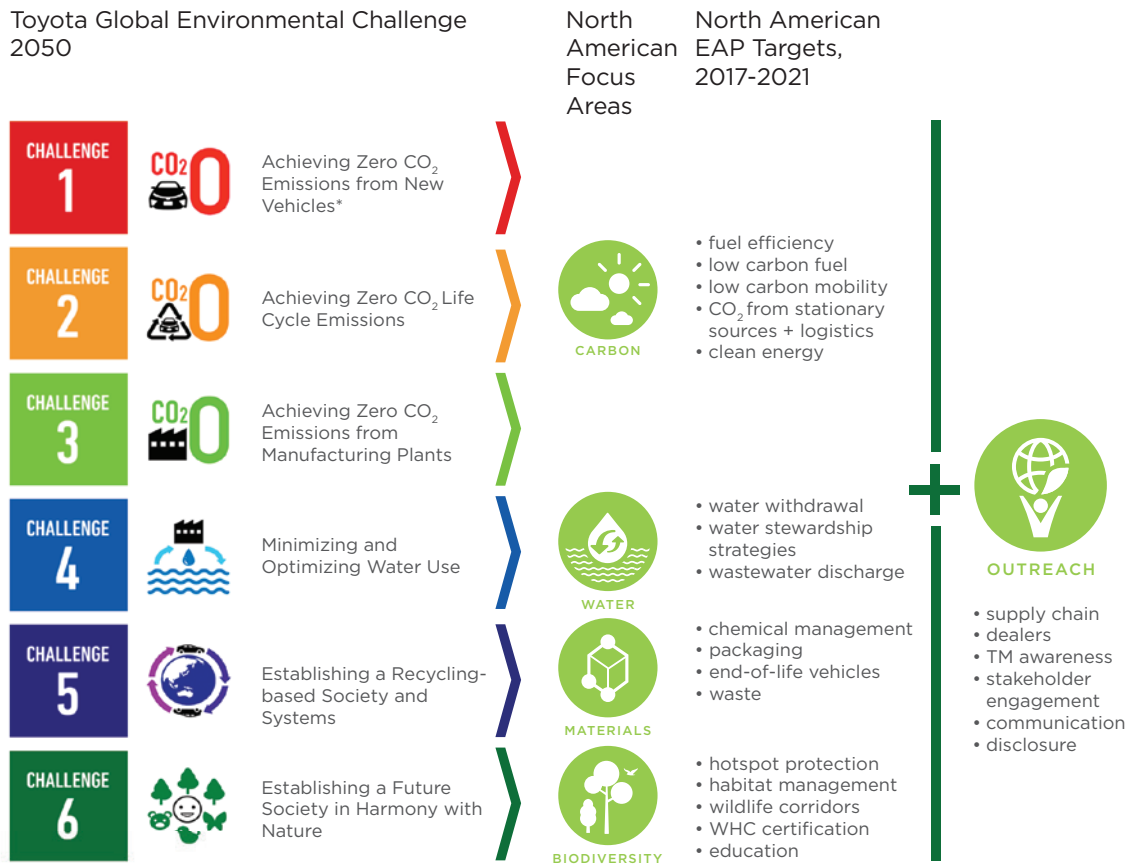 Toyota Global Environmental Challenge
2050
North
American
Focus
Areas
North American
EAP Targets,
2017-2021
CHALLENGE
1
CO2 0
Achieving Zero CO2
Emissions from New
Vehicles*
CHALLENGE
2
CO2 0
Achieving Zero CO2 Life
Cycle Emissions
CHALLENGE
3
CO2 0
Achieving Zero CO2
Emissions from
Manufacturing Plants
CARBON
• fuel efficiency
• low carbon fuel
• low carbon mobility
• CO2 from stationary
sources + logistics
• clean energy
CHALLENGE
4
Minimizing and
Optimizing Water Use
WATER
• water withdrawal
• water stewardship
strategies
• wastewater discharge
CHALLENGE
5
Establishing a Recycling-
based Society and
Systems
MATERIALS
• chemical management
• packaging
• end-of-life vehicles
• waste
CHALLENGE
6
Establishing a Future
Society in Harmony with
Nature
BIODIVERSITY
• hotspot protection
• habitat management
• wildlife corridors
• WHC certification
• education
+
OUTREACH
• supply chain
• dealers
• TM awareness
• stakeholder
engagement
• communication
• disclosure